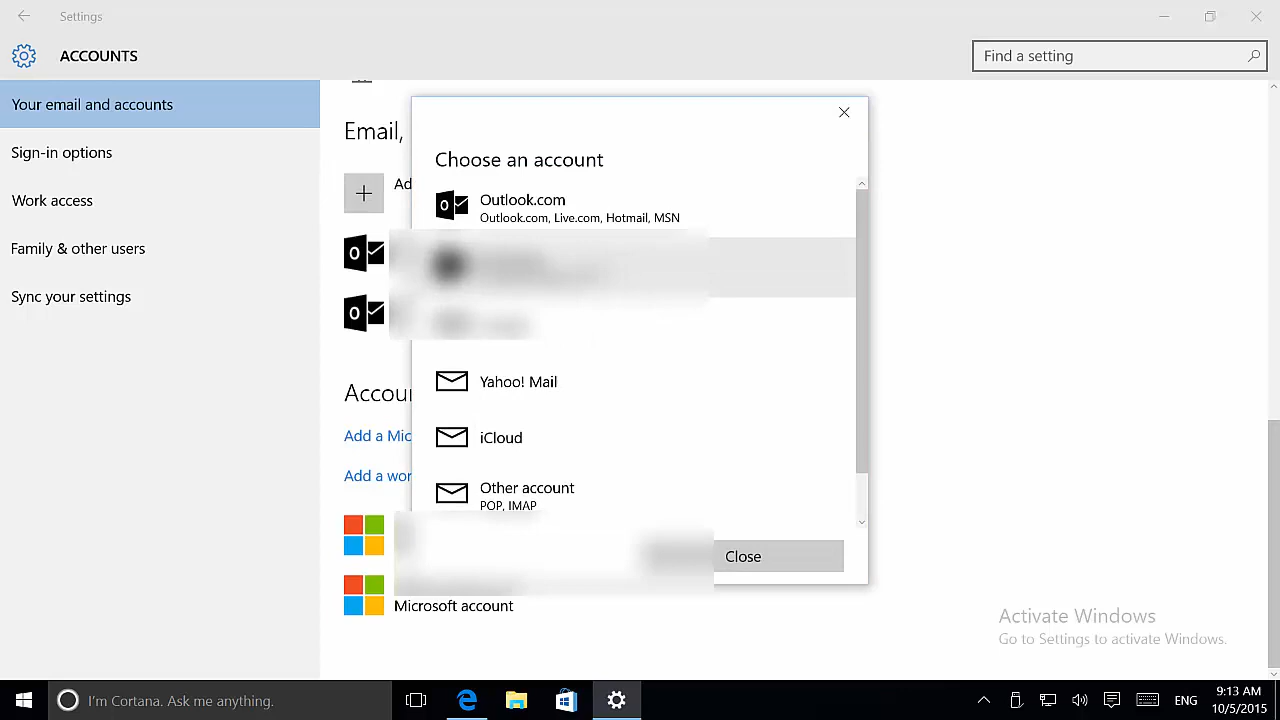 Settings
ACCOUNTS
Find a setting
Your email and accounts
Sign-in options
Work access
Family & other users
Sync your settings
Email,
Ad
Accou
Add a Mic
Add a wor
Microsoft account
Choose an account
Outlook.com
Outlook.com, Live.com, Hotmail, MSN
Yahoo! Mail
iCloud
Other account
POP, IMAP
Close
Activate Windows
Go to Settings to activate Windows.
I'm Cortana. Ask me anything.
ENG
9:13 AM
10/5/2015